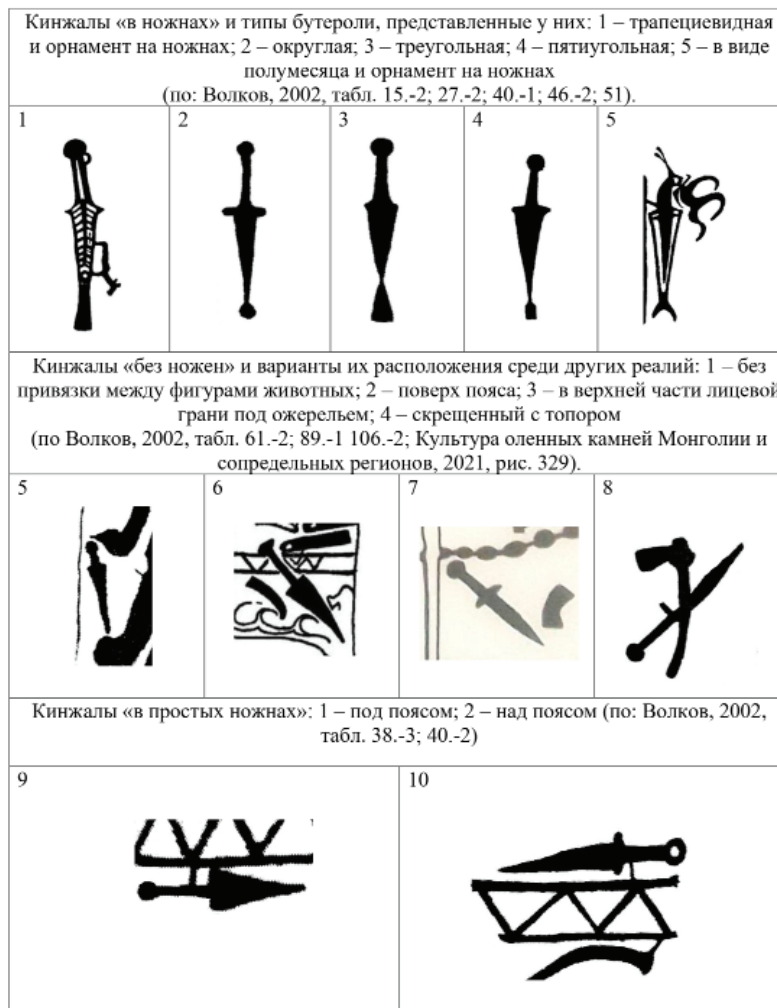 Кинжалы «в ножнах» и типы бутероли, представленные у них: 1 – трапециевидная
и орнамент на ножнах; 2 – округлая; 3 – треугольная; 4 – пятиугольная; 5 – в виде
полумесяца и орнамент на ножнах
(по: Волков, 2002, табл. 15.-2; 27.-2; 40.-1; 46.-2; 51).
1 2 3 4 5
Кинжалы «без ножен» и варианты их расположения среди других реалий: 1 – без
привязки между фигурами животных; 2 – поверх пояса; 3 – в верхней части лицевой
грани под ожерельем; 4 – скрещенный с топором
(по Волков, 2002, табл. 61.-2; 89.-1 106.-2; Культура оленных камней Монголии и
сопредельных регионов, 2021, рис. 329).
5 6 7 8
Кинжалы «в простых ножнах»: 1 – под поясом; 2 – над поясом (по: Волков, 2002,
табл. 38.-3; 40.-2)
9 10